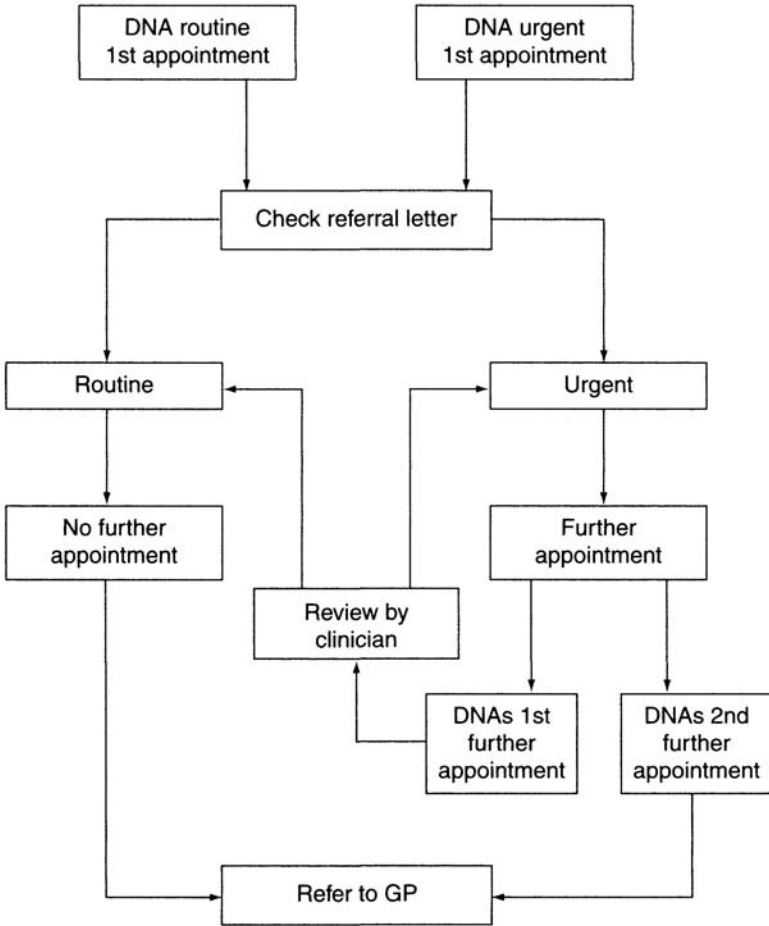 DNA routine
1st appointment
DNA urgent
1st appointment
Check referral letter
Routine
Urgent
No further
appointment
Further
appointment
Review by
clinician
DNAs 1st
further
appointment
DNAs 2nd
further
appointment
Refer to GP